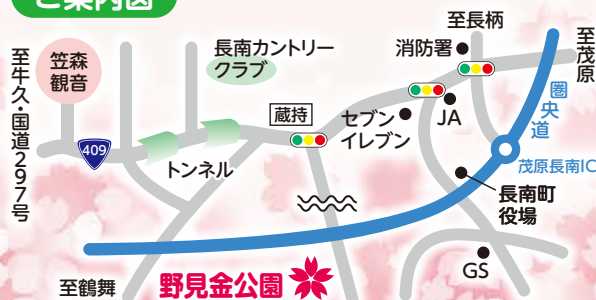 ご案内図
至長柄
消防署
至茂原
長南カントリー
クラブ
笠森
観音
至牛久・国道297号
圏央道
蔵持
セブン
イレブン
JA
409
トンネル
茂原長南IC
長南町
役場
GS
至鶴舞
野見金公園